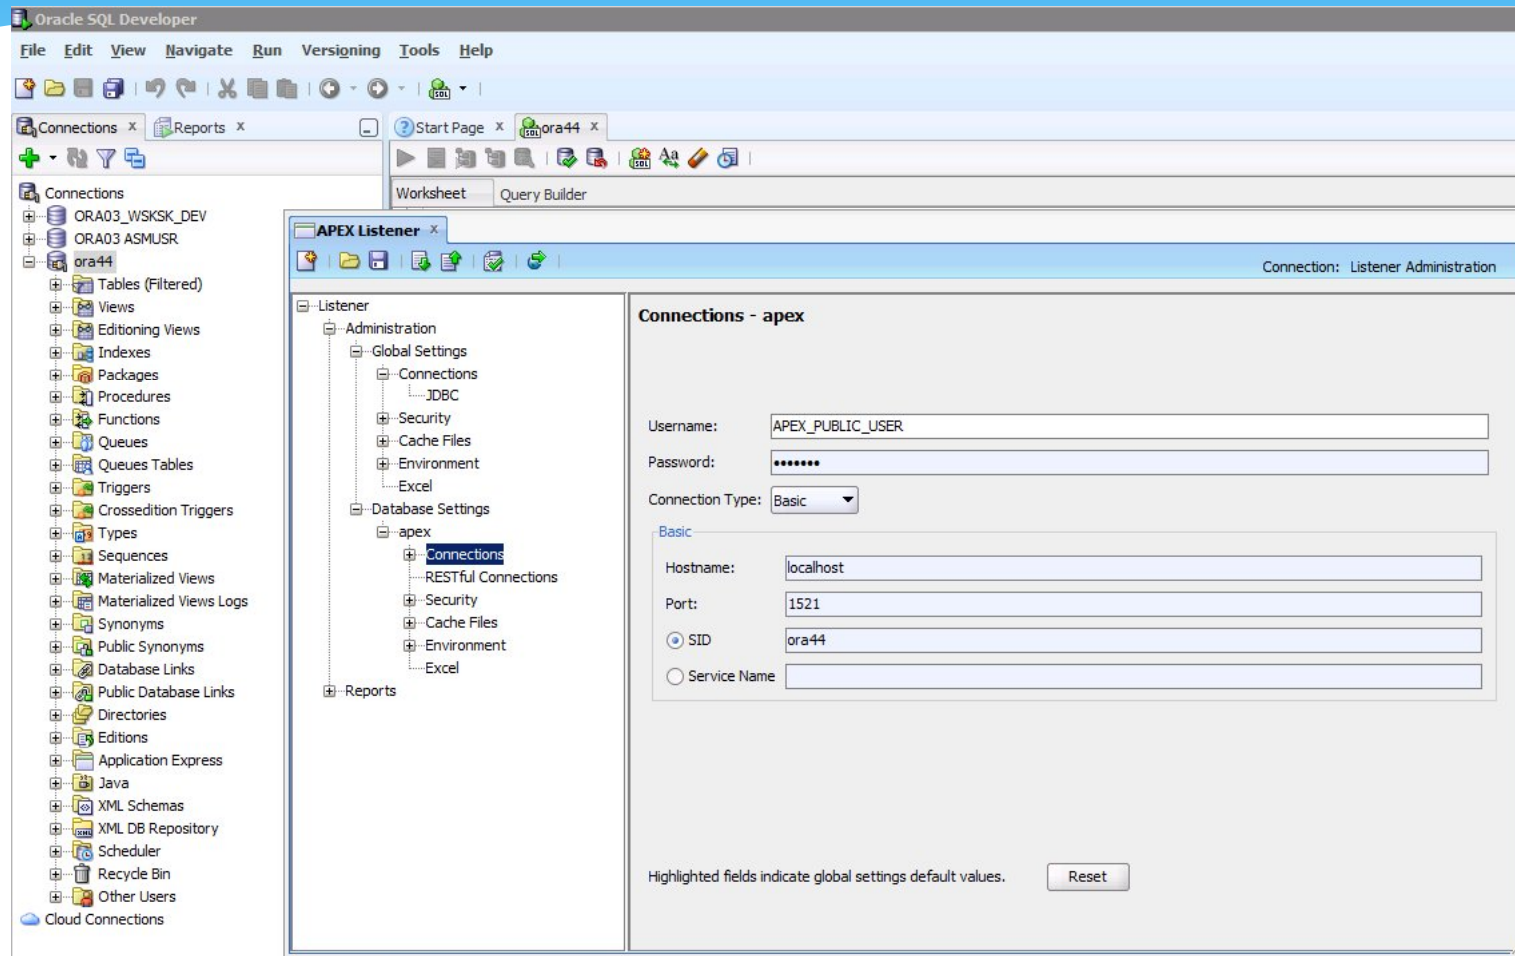 Oracle SQL Developer
File Edit View Navigate Run Versioning Tools Help
Connections x Reports x
Start Page x ora44 x
Worksheet Query Builder
Connections
ORA03_WSKSK_DEV
ORA03 ASMUSR
ora44
Tables (Filtered)
Views
Editioning Views
Indexes
Packages
Procedures
Functions
Queues
Queues Tables
Triggers
Crossedition Triggers
Types
Sequences
Materialized Views
Materialized Views Logs
Synonyms
Public Synonyms
Database Links
Public Database Links
Directories
Editions
Application Express
Java
XML Schemas
XML DB Repository
Scheduler
Recycle Bin
Other Users
Cloud Connections
APEX Listener x
Connection: Listener Administration
Listener
Administration
Global Settings
Connections
JDBC
Security
Cache Files
Environment
Excel
Database Settings
apex
Connections
RESTful Connections
Security
Cache Files
Environment
Excel
Reports
Connections - apex
Username: APEX_PUBLIC_USER
Password: •••••••
Connection Type: Basic
Basic
Hostname: localhost
Port: 1521
SID ora44
Service Name
Highlighted fields indicate global settings default values. Reset